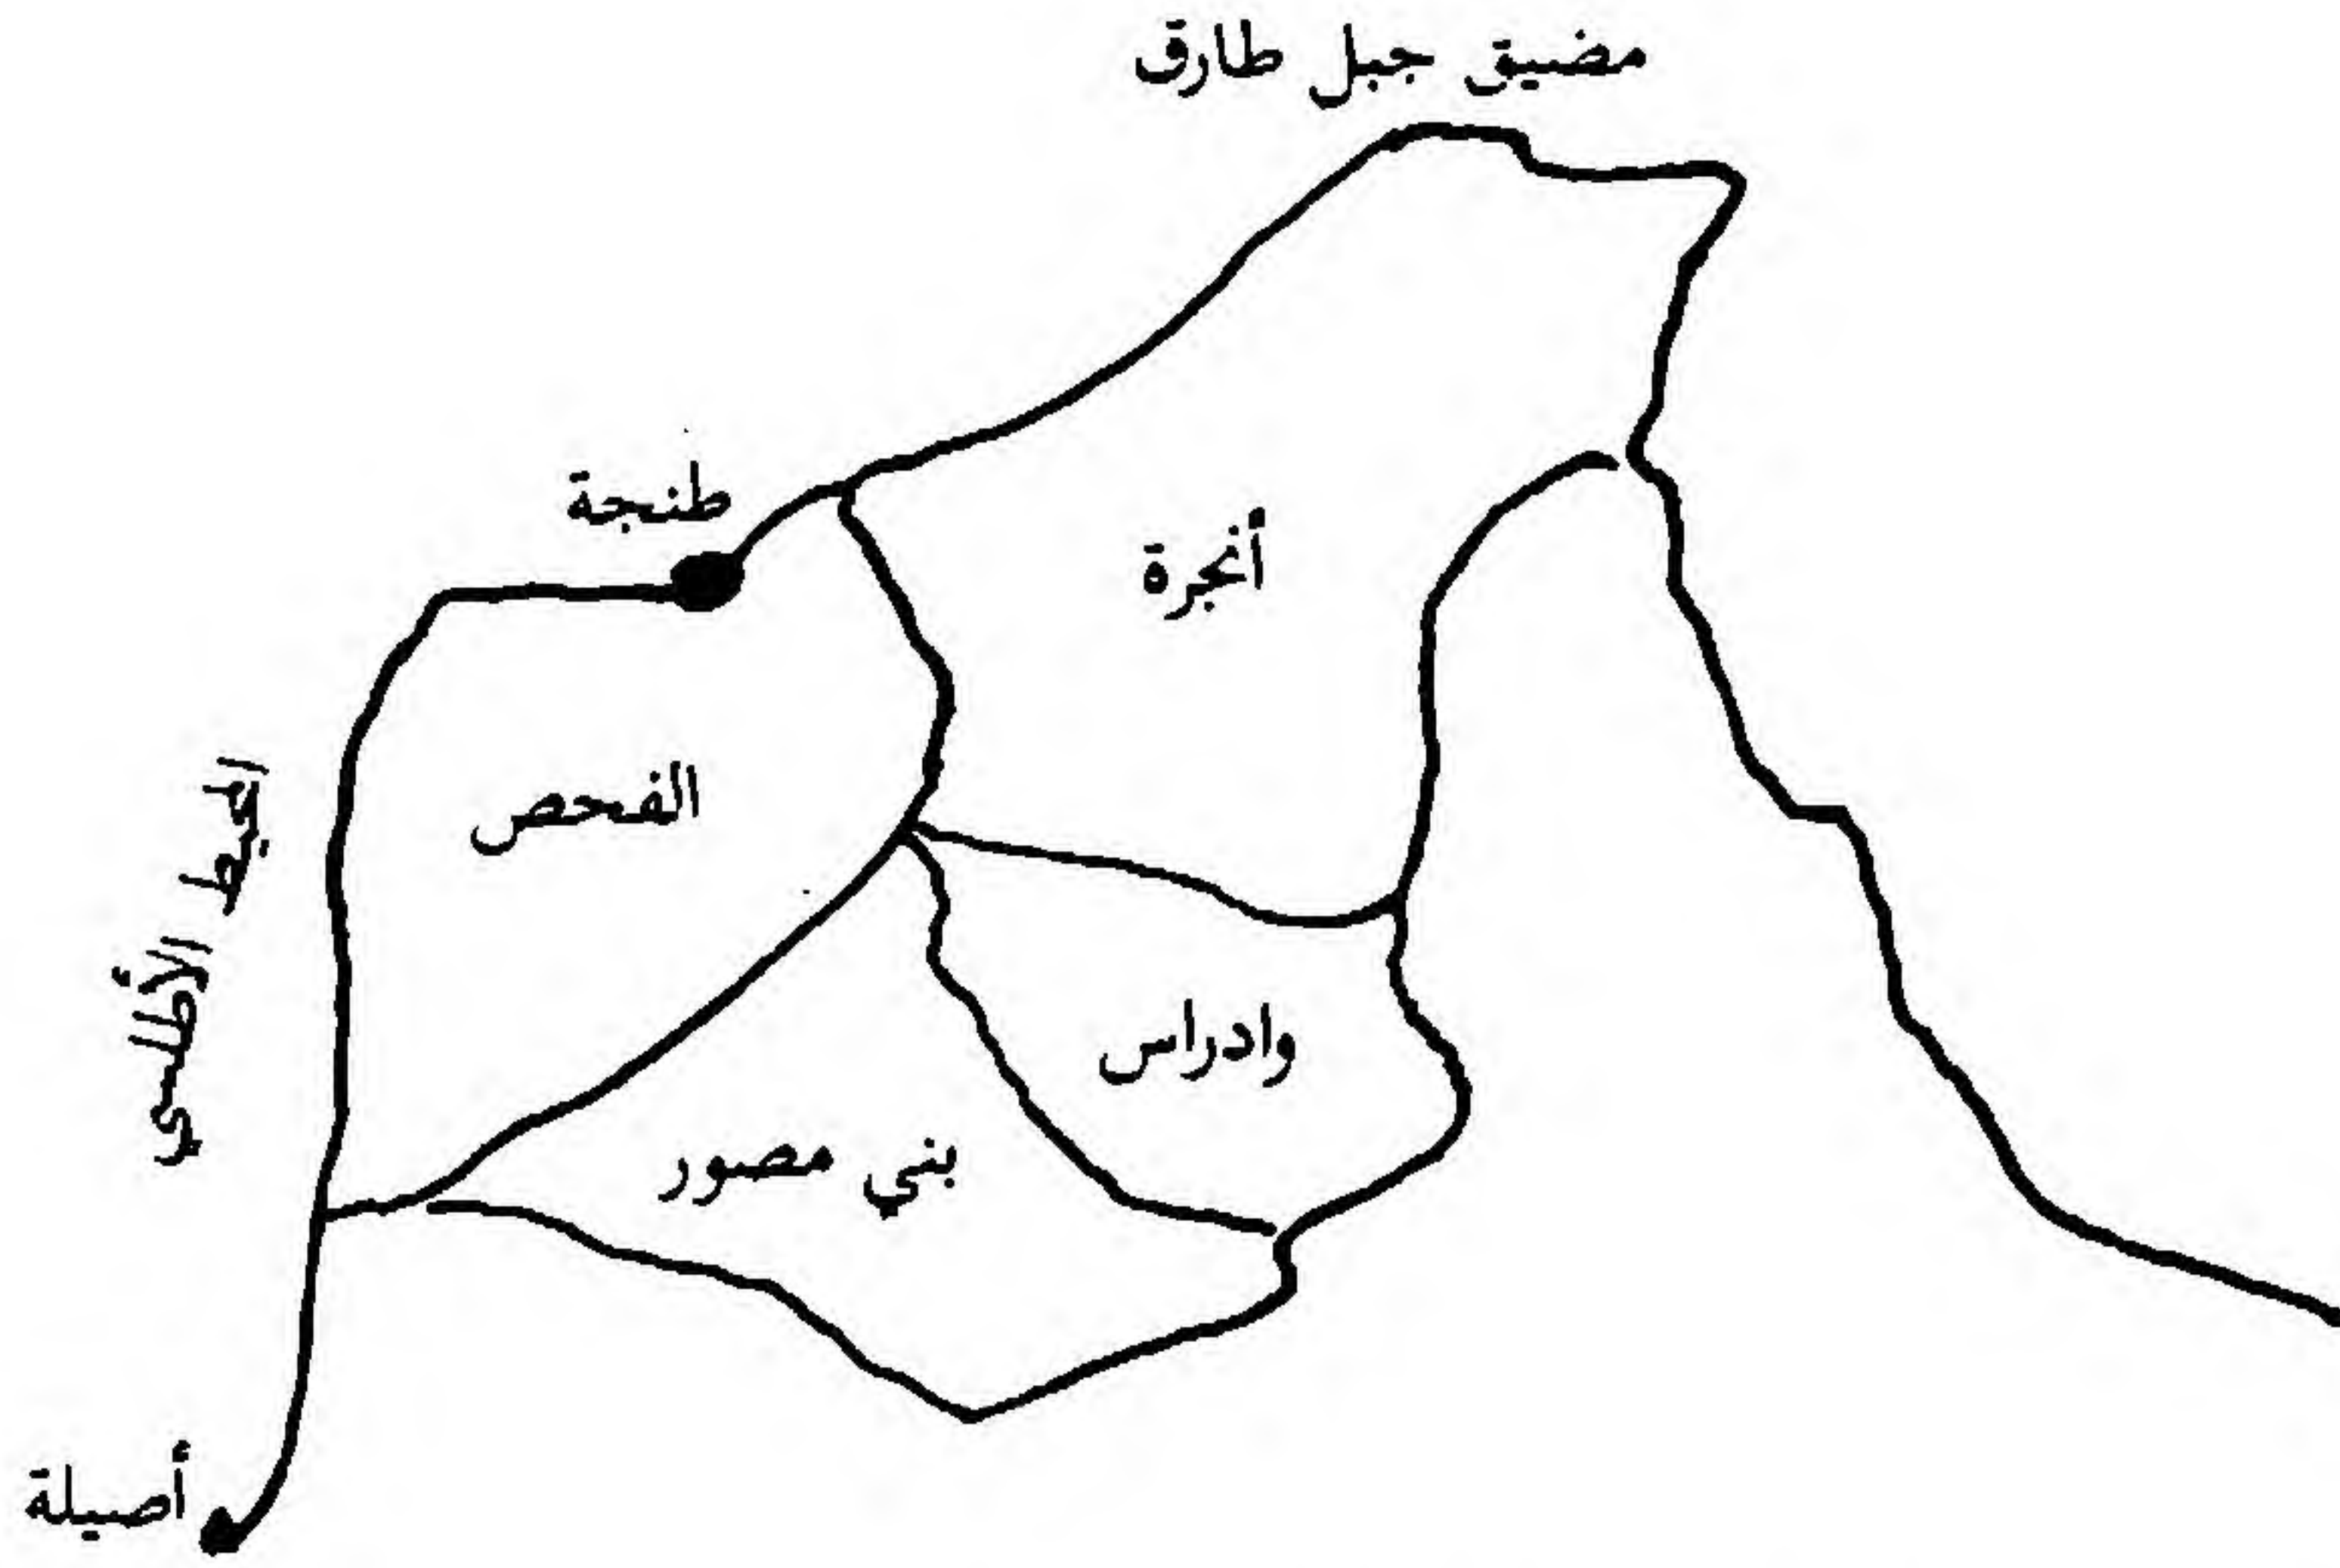 مضيق جبل طارق
طنجة
أنجرة
الفحص
المحيط الأطلسي
وادراس
بني مصور
أصيلة